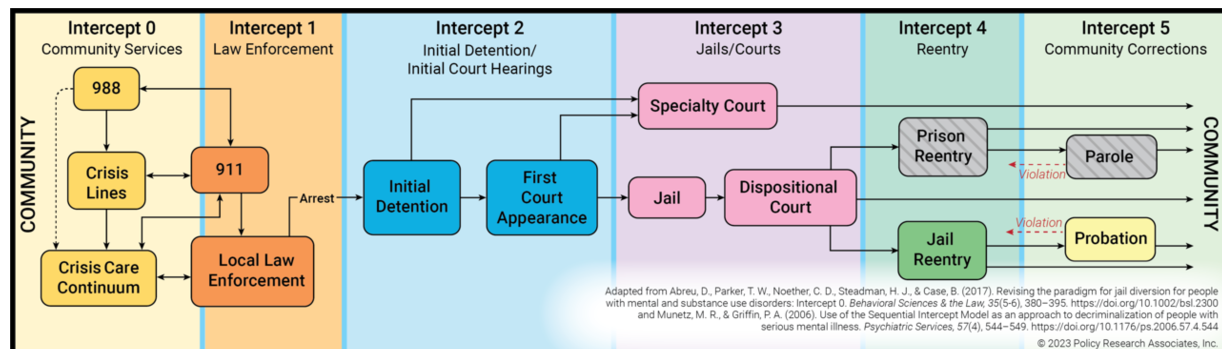 Intercept 0
Community Services
Intercept 1
Law Enforcement
Intercept 2
Initial Detention/
Initial Court Hearings
Intercept 3
Jails/Courts
Intercept 4
Reentry
Intercept 5
Community Corrections
COMMUNITY
988
Crisis
Lines
Crisis Care
Continuum
911
Local Law
Enforcement
Arrest
Initial
Detention
First
Court
Appearance
Specialty Court
Jail
Dispositional
Court
Prison
Reentry
Jail
Reentry
Parole
Violation
Violation
Probation
COMMUNITY
Adapted from Abreu, D., Parker, T. W., Noether, C. D., Steadman, H. J., & Case, B. (2017). Revising the paradigm for jail diversion for people
with mental and substance use disorders: Intercept 0. Behavioral Sciences & the Law, 35(5-6), 380–395. https://doi.org/10.1002/bsl.2300
and Munetz, M. R., & Griffin, P. A. (2006). Use of the Sequential Intercept Model as an approach to decriminalization of people with
serious mental illness. Psychiatric Services, 57(4), 544–549. https://doi.org/10.1176/ps.2006.57.4.544
© 2023 Policy Research Associates, Inc.